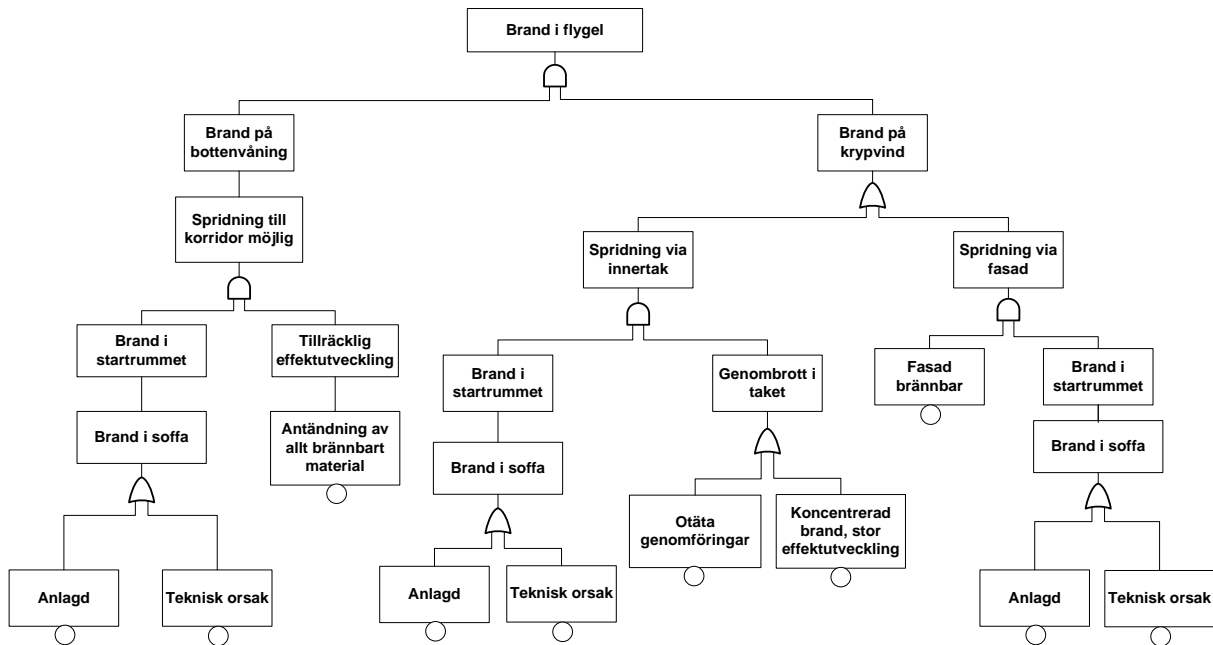 Brand i flygel
Brand på
bottenvåning
Brand på
krypvind
Spridning till
korridor möjlig
Spridning via
innertak
Spridning via
fasad
Brand i
startrummet
Tillräcklig
effektutveckling
Brand i
startrummet
Genombrott i
taket
Fasad
brännbar
Brand i
startrummet
Brand i soffa
Antändning av
allt brännbart
material
Brand i soffa
Brand i soffa
Otäta
genomföringar
Koncentrerad
brand, stor
effektutveckling
Anlagd
Teknisk orsak
Anlagd
Teknisk orsak
Anlagd
Teknisk orsak